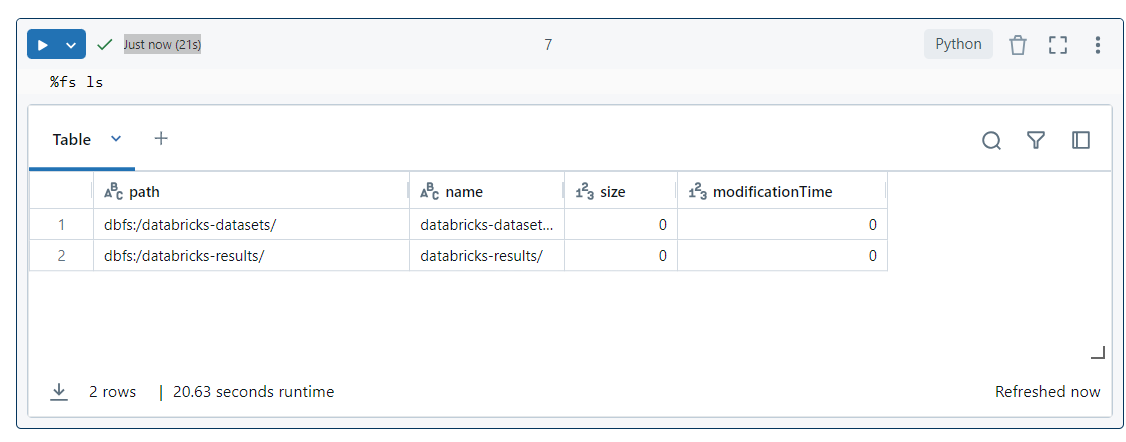 Just now (21s) 7 Python
%fs ls
Table
path name size modificationTime
1 dbfs:/databricks-datasets/ databricks-dataset... 0 0
2 dbfs:/databricks-results/ databricks-results/ 0 0
2 rows | 20.63 seconds runtime Refreshed now